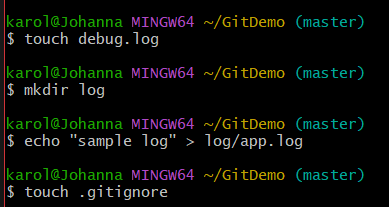 karol@Johanna MINGW64 ~/GitDemo (master)
$ touch debug.log
karol@Johanna MINGW64 ~/GitDemo (master)
$ mkdir log
karol@Johanna MINGW64 ~/GitDemo (master)
$ echo "sample log" > log/app.log
karol@Johanna MINGW64 ~/GitDemo (master)
$ touch .gitignore